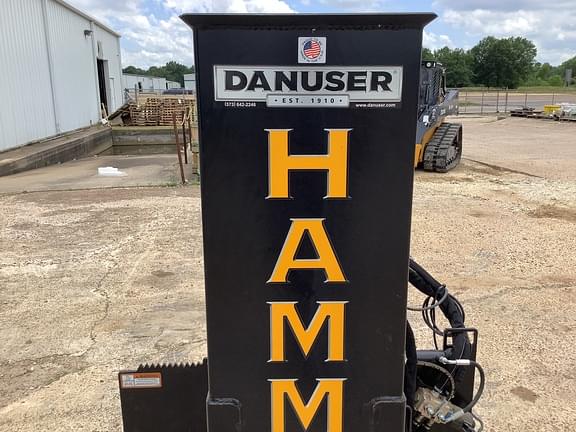 DANUSER
EST. 1910
(573) 642-2246 www.danuser.com
H
A
M
M